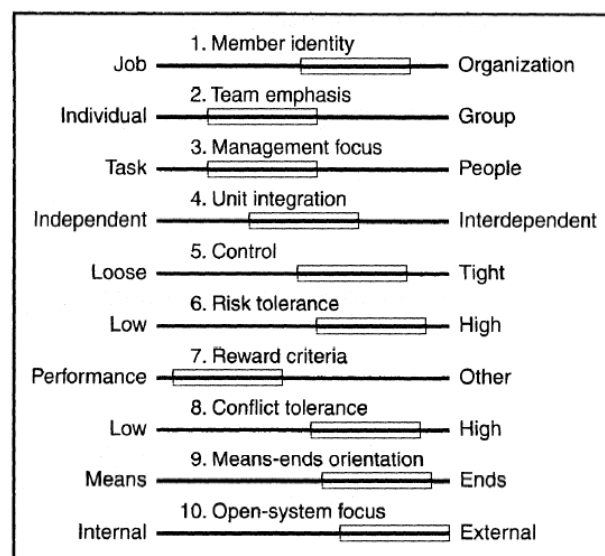 1. Member identity
Job Organization
2. Team emphasis
Individual Group
3. Management focus
Task People
4. Unit integration
Independent Interdependent
5. Control
Loose Tight
6. Risk tolerance
Low High
7. Reward criteria
Performance Other
8. Conflict tolerance
Low High
9. Means-ends orientation
Means Ends
10. Open-system focus
Internal External